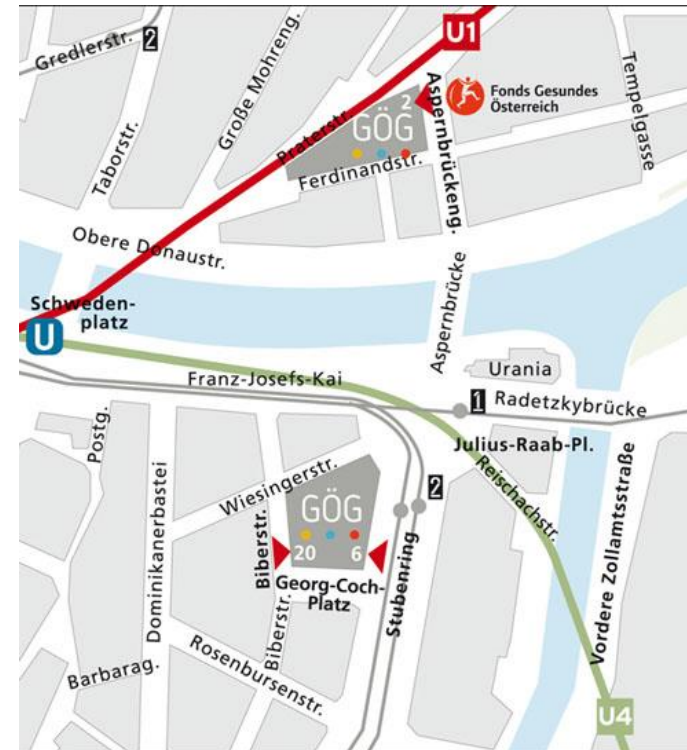 Gredlerstr.
2
U1
Große Mohreng.
Taborstr.
Praterstr.
2
GÖG
Ferdinandstr.
Aspernbrückeng.
Fonds Gesundes
Österreich
Tempelgasse
Obere Donaustr.
Schweden-
platz
U
Aspernbrücke
Urania
Franz-Josefs-Kai
1
Radetzkybrücke
Julius-Raab-Pl.
Postg.
Dominikanerbastei
Wiesingerstr.
GÖG
20
6
Biberstr.
Georg-Coch-
Platz
Biberstr.
Stubenring
2
Reischachstr.
Vordere Zollamtsstraße
Barbarag.
Rosenbursenstr.
U4